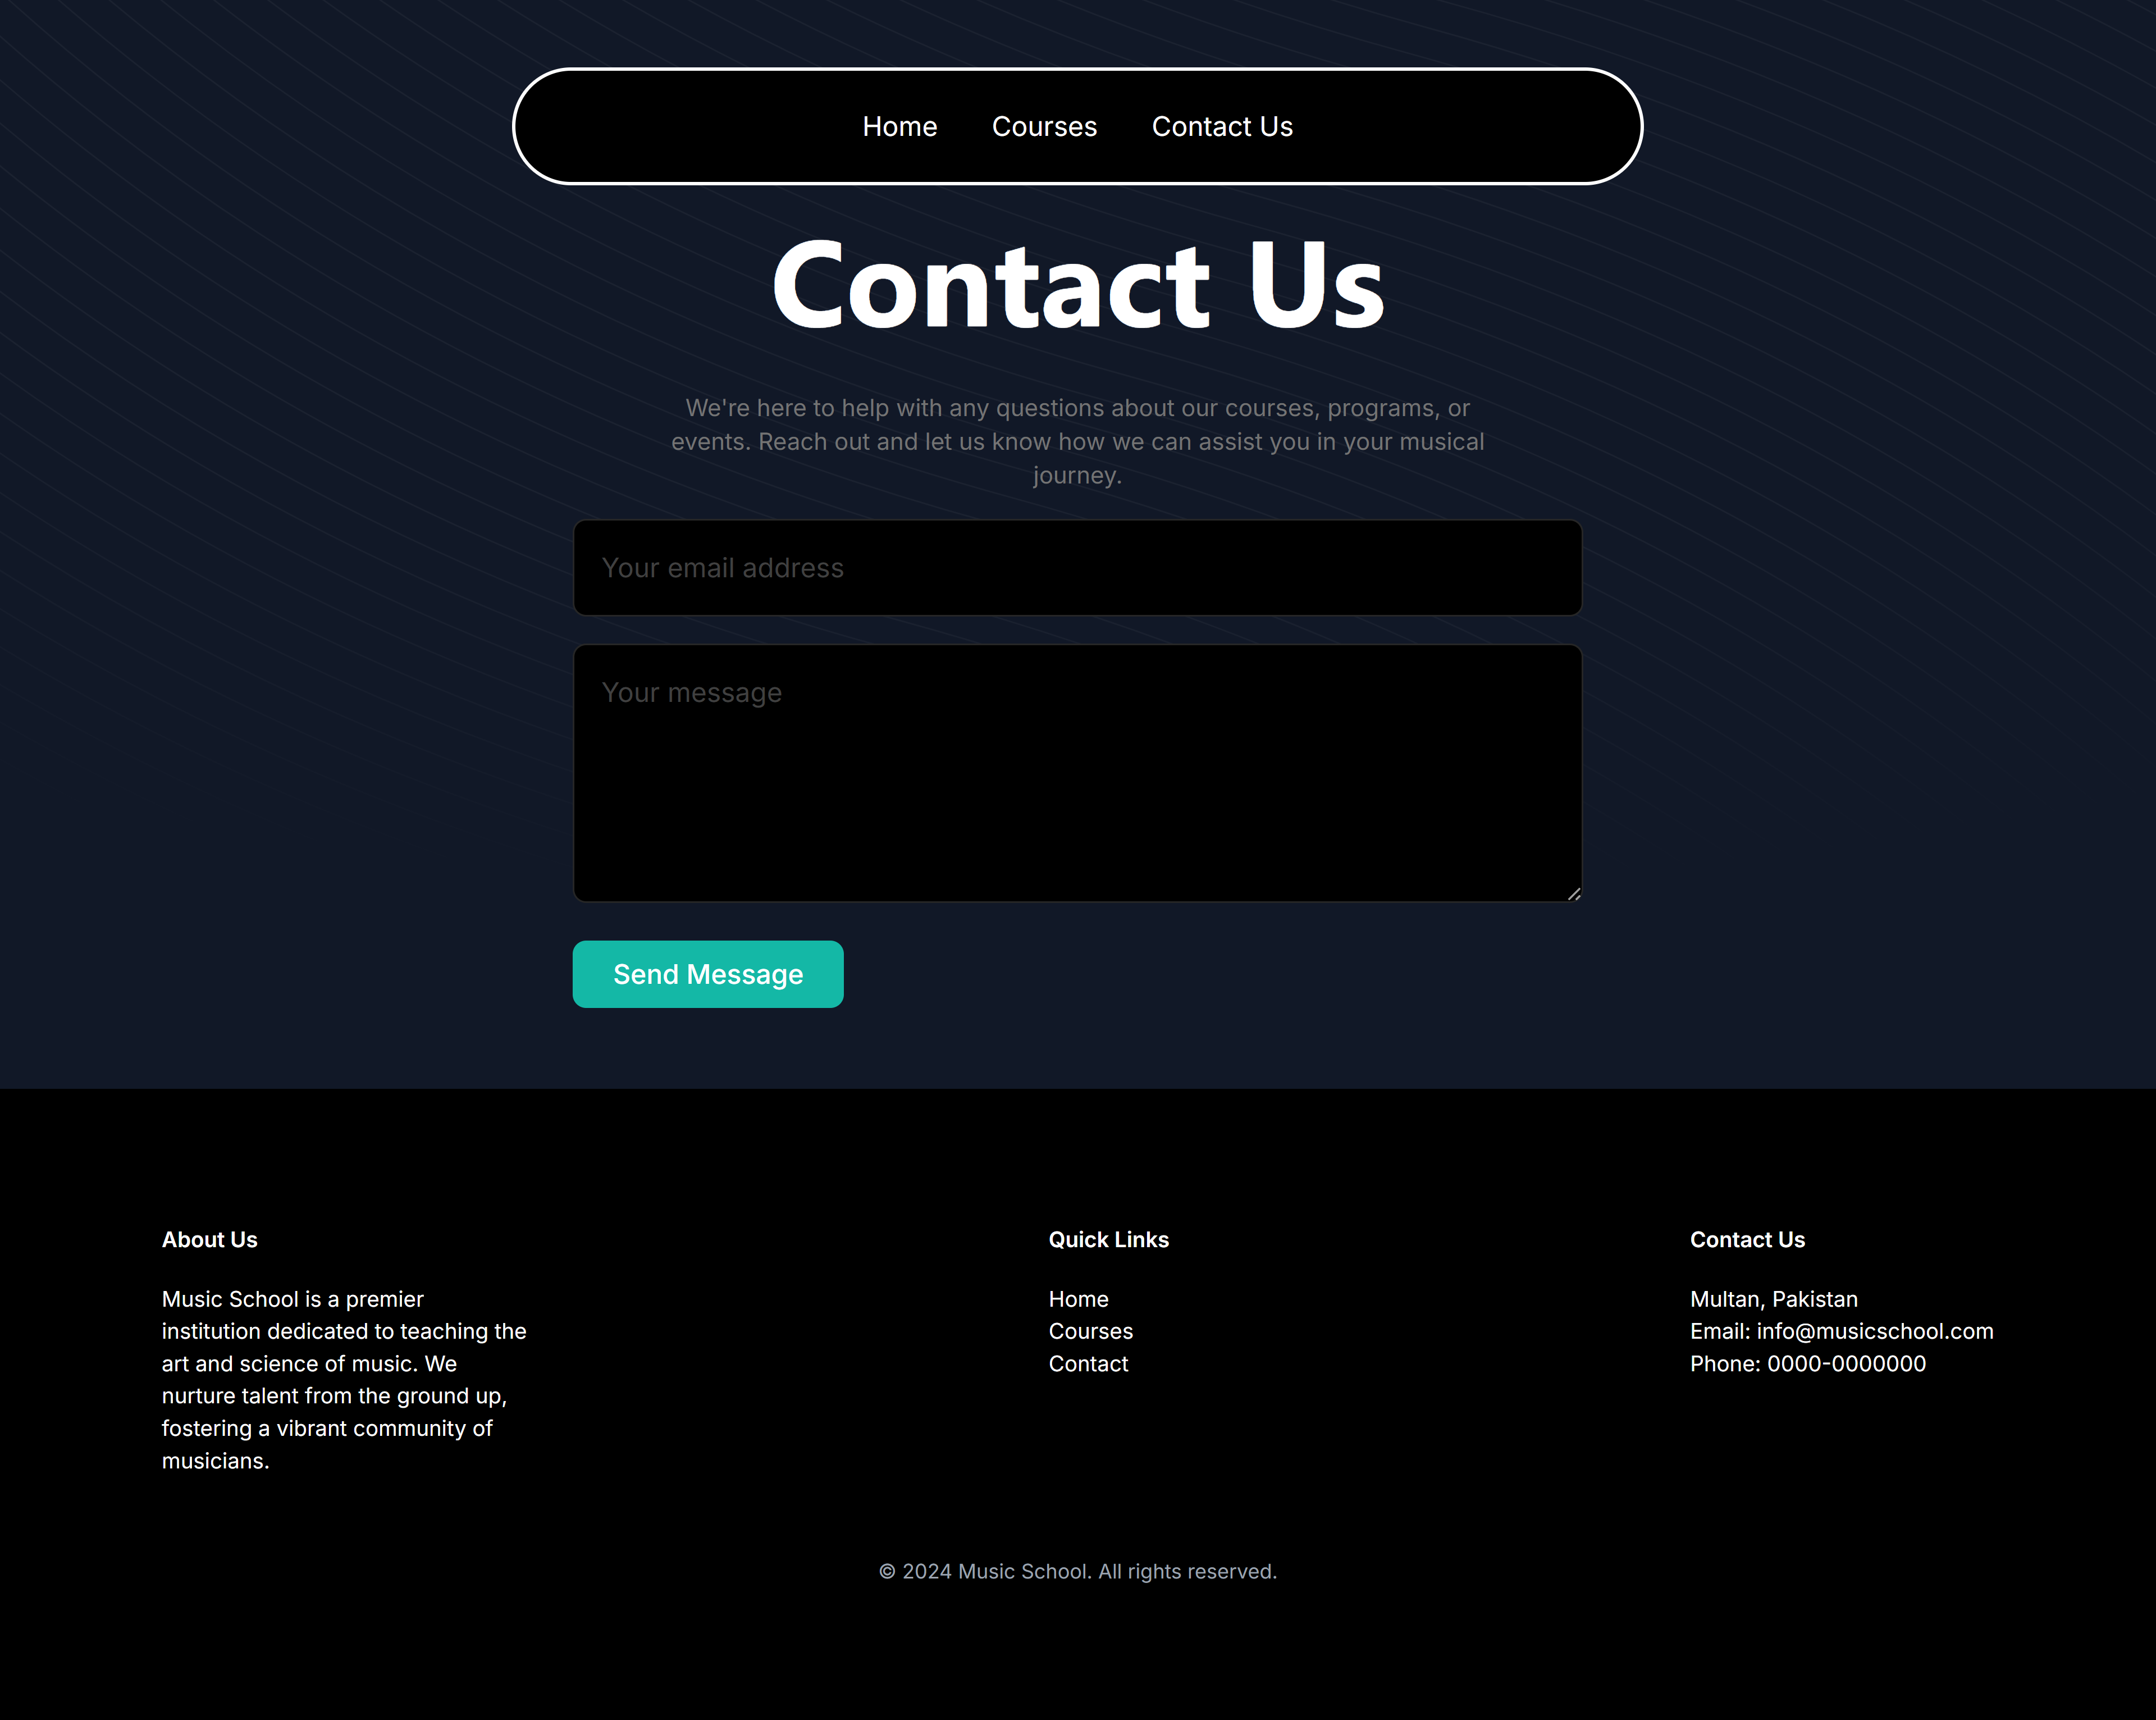 Home Courses Contact Us
Contact Us
We're here to help with any questions about our courses, programs, or
events. Reach out and let us know how we can assist you in your musical
journey.
Your email address
Your message
Send Message
About Us
Music School is a premier
institution dedicated to teaching the
art and science of music. We
nurture talent from the ground up,
fostering a vibrant community of
musicians.
Quick Links
Home
Courses
Contact
Contact Us
Multan, Pakistan
Email: info@musicschool.com
Phone: 0000-0000000
© 2024 Music School. All rights reserved.